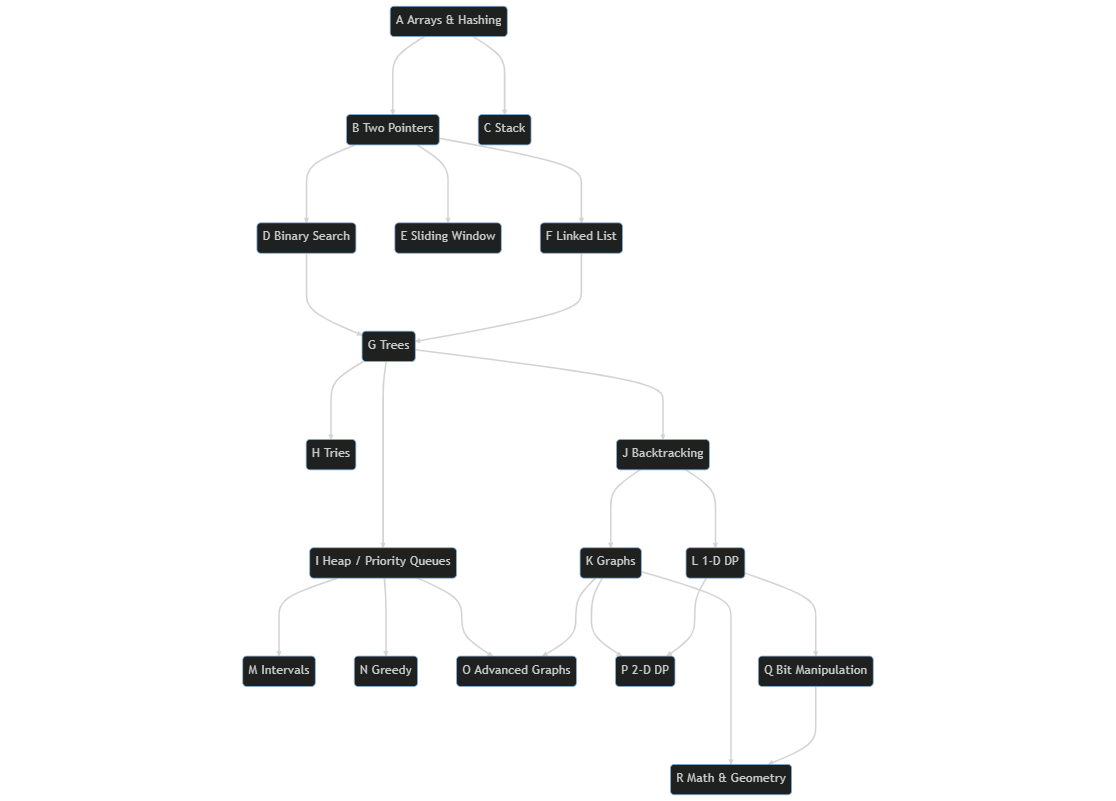 A Arrays & Hashing
B Two Pointers
C Stack
D Binary Search
E Sliding Window
F Linked List
G Trees
H Tries
J Backtracking
I Heap / Priority Queues
K Graphs
L 1-D DP
M Intervals
N Greedy
O Advanced Graphs
P 2-D DP
Q Bit Manipulation
R Math & Geometry